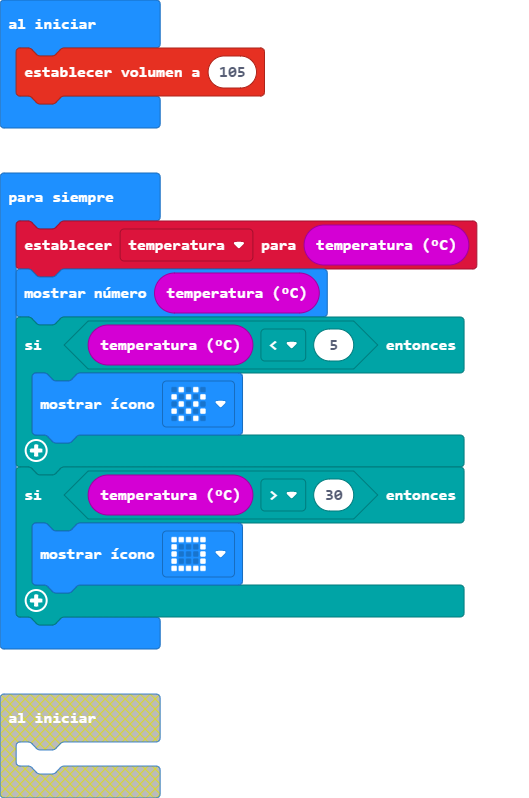 al iniciar
establecer volumen a 105
para siempre
establecer temperatura para temperatura (ºC)
mostrar número temperatura (ºC)
si temperatura (ºC) < 5 entonces
mostrar ícono
si temperatura (ºC) > 30 entonces
mostrar ícono
al iniciar